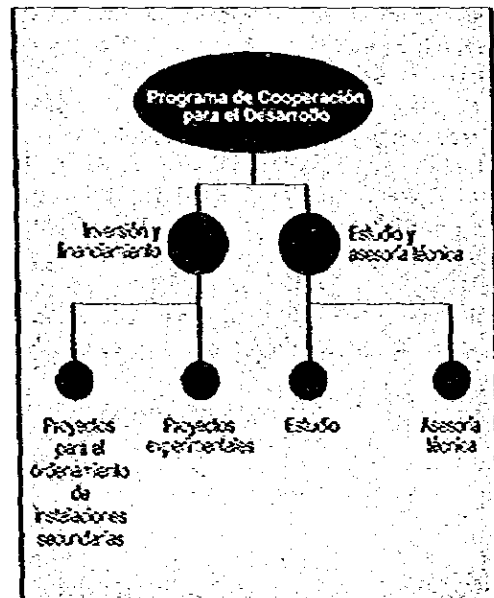 Programa de Cooperación
para el Desarrollo
Inversión y
financiamiento
Estudio y
asesoría técnica
Proyectos
para el
ordenamiento
de
instalaciones
secundarias
Proyectos
experimentales
Estudio
Asesoría
técnica